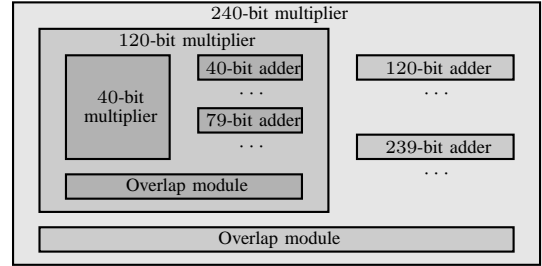 240-bit multiplier
120-bit multiplier
40-bit
multiplier
40-bit adder
. . .
79-bit adder
. . .
Overlap module
120-bit adder
. . .
239-bit adder
. . .
Overlap module